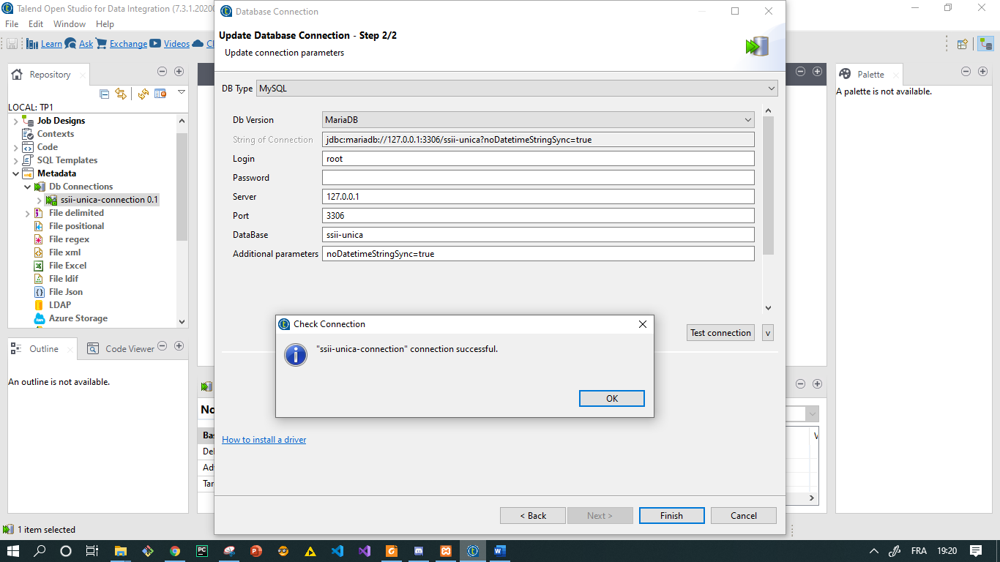 Talend Open Studio for Data Integration (7.3.1.2020
File Edit Window Help
Learn Ask Exchange Videos Cl
Repository
LOCAL: TP1
Job Designs
Contexts
Code
SQL Templates
Metadata
Db Connections
ssii-unica-connection 0.1
File delimited
File positional
File regex
File xml
File Excel
File ldif
File Json
LDAP
Azure Storage
Outline
Code Viewer
An outline is not available.
1 item selected
Database Connection
Update Database Connection - Step 2/2
Update connection parameters
DB Type MySQL
Db Version MariaDB
String of Connection jdbc:mariadb://127.0.0.1:3306/ssii-unica?noDatetimeStringSync=true
Login root
Password
Server 127.0.0.1
Port 3306
DataBase ssii-unica
Additional parameters noDatetimeStringSync=true
Test connection v
Check Connection
"ssii-unica-connection" connection successful.
OK
How to install a driver
< Back Next > Finish Cancel
No
Bas
Del
Ad
Tar
V
Palette
A palette is not available.
FRA 19:20